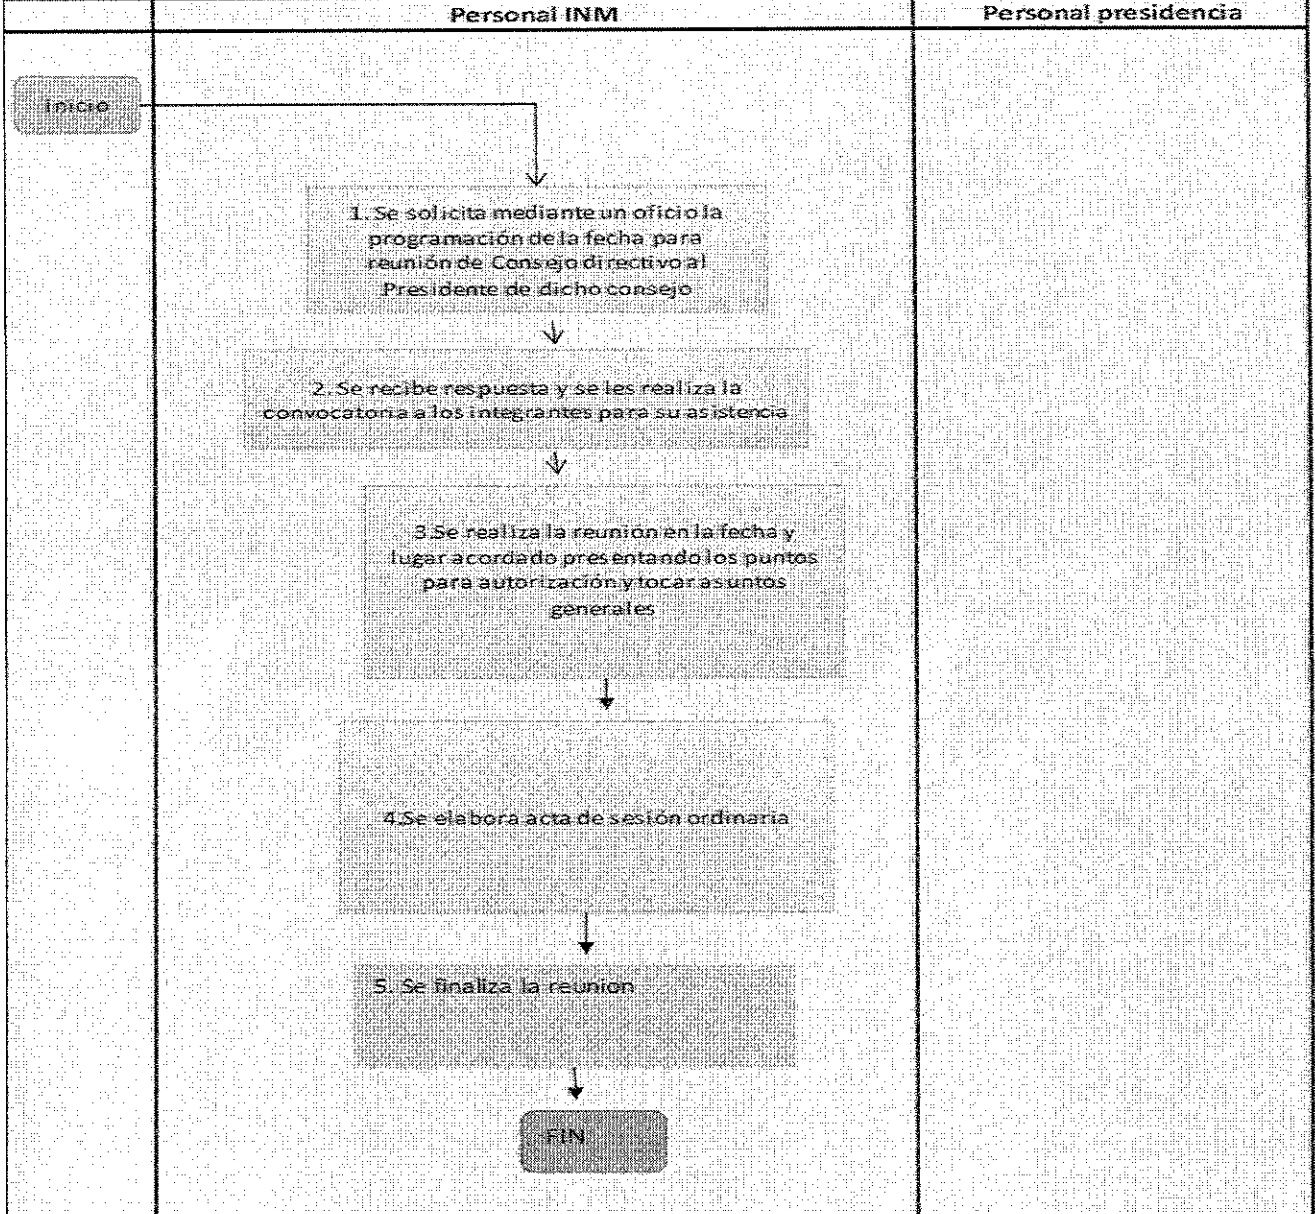 Personal INM
Personal presidencia
Inicio
1. Se solicita mediante un oficio la
programación de la fecha para
reunión de Consejo directivo al
Presidente de dicho consejo
2. Se recibe respuesta y se les realiza la
convocatoria a los integrantes para su asistencia
3.Se realiza la reunion en la fecha y
lugar acordado presentando los puntos
para autorización y tocar asuntos
generales
4.Se elabora acta de sesión ordinaria
5. Se finaliza la reunion
FIN